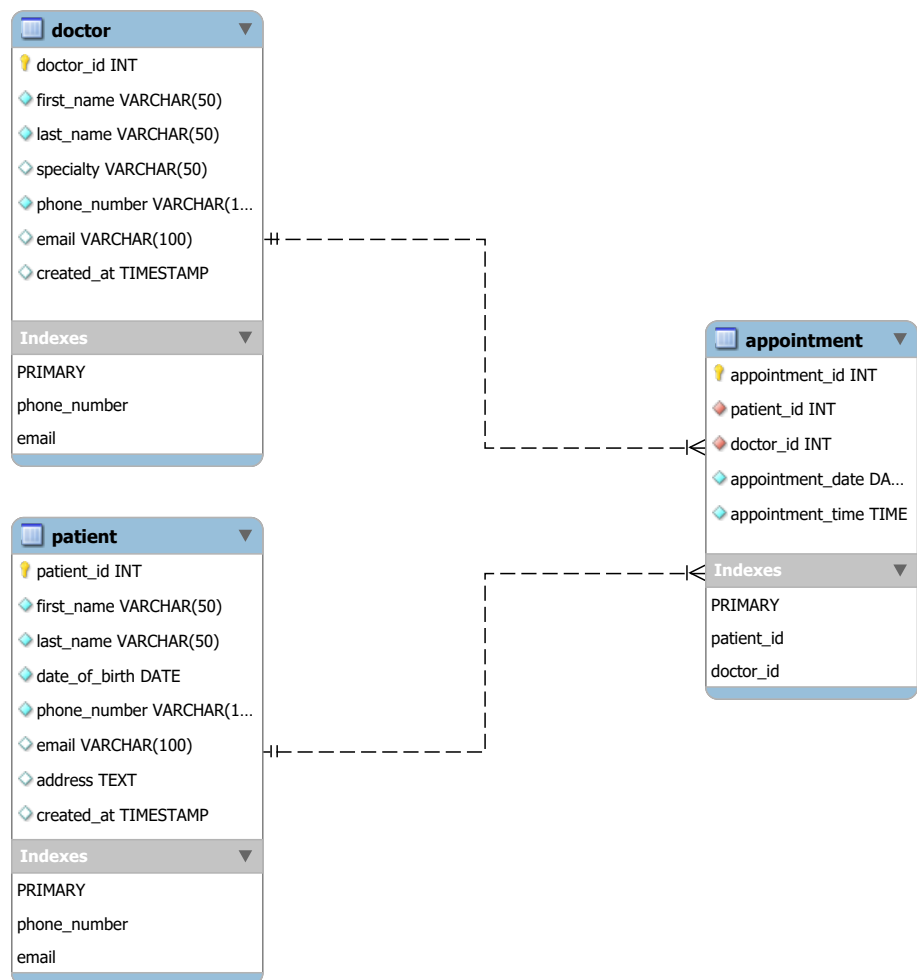 doctor
doctor_id INT
first_name VARCHAR(50)
last_name VARCHAR(50)
specialty VARCHAR(50)
phone_number VARCHAR(1...
email VARCHAR(100)
created_at TIMESTAMP
Indexes
PRIMARY
phone_number
email
patient
patient_id INT
first_name VARCHAR(50)
last_name VARCHAR(50)
date_of_birth DATE
phone_number VARCHAR(1...
email VARCHAR(100)
address TEXT
created_at TIMESTAMP
Indexes
PRIMARY
phone_number
email
appointment
appointment_id INT
patient_id INT
doctor_id INT
appointment_date DA...
appointment_time TIME
Indexes
PRIMARY
patient_id
doctor_id